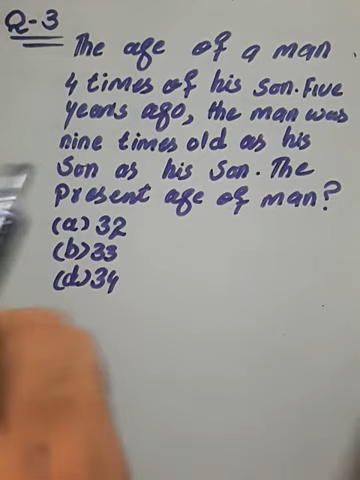 Q-3
The age of a man
4 times of his son. Five
years ago, the man was
nine times old as his
Son as his Son. The
Present age of man?
(a) 32
(b) 33
(d) 34